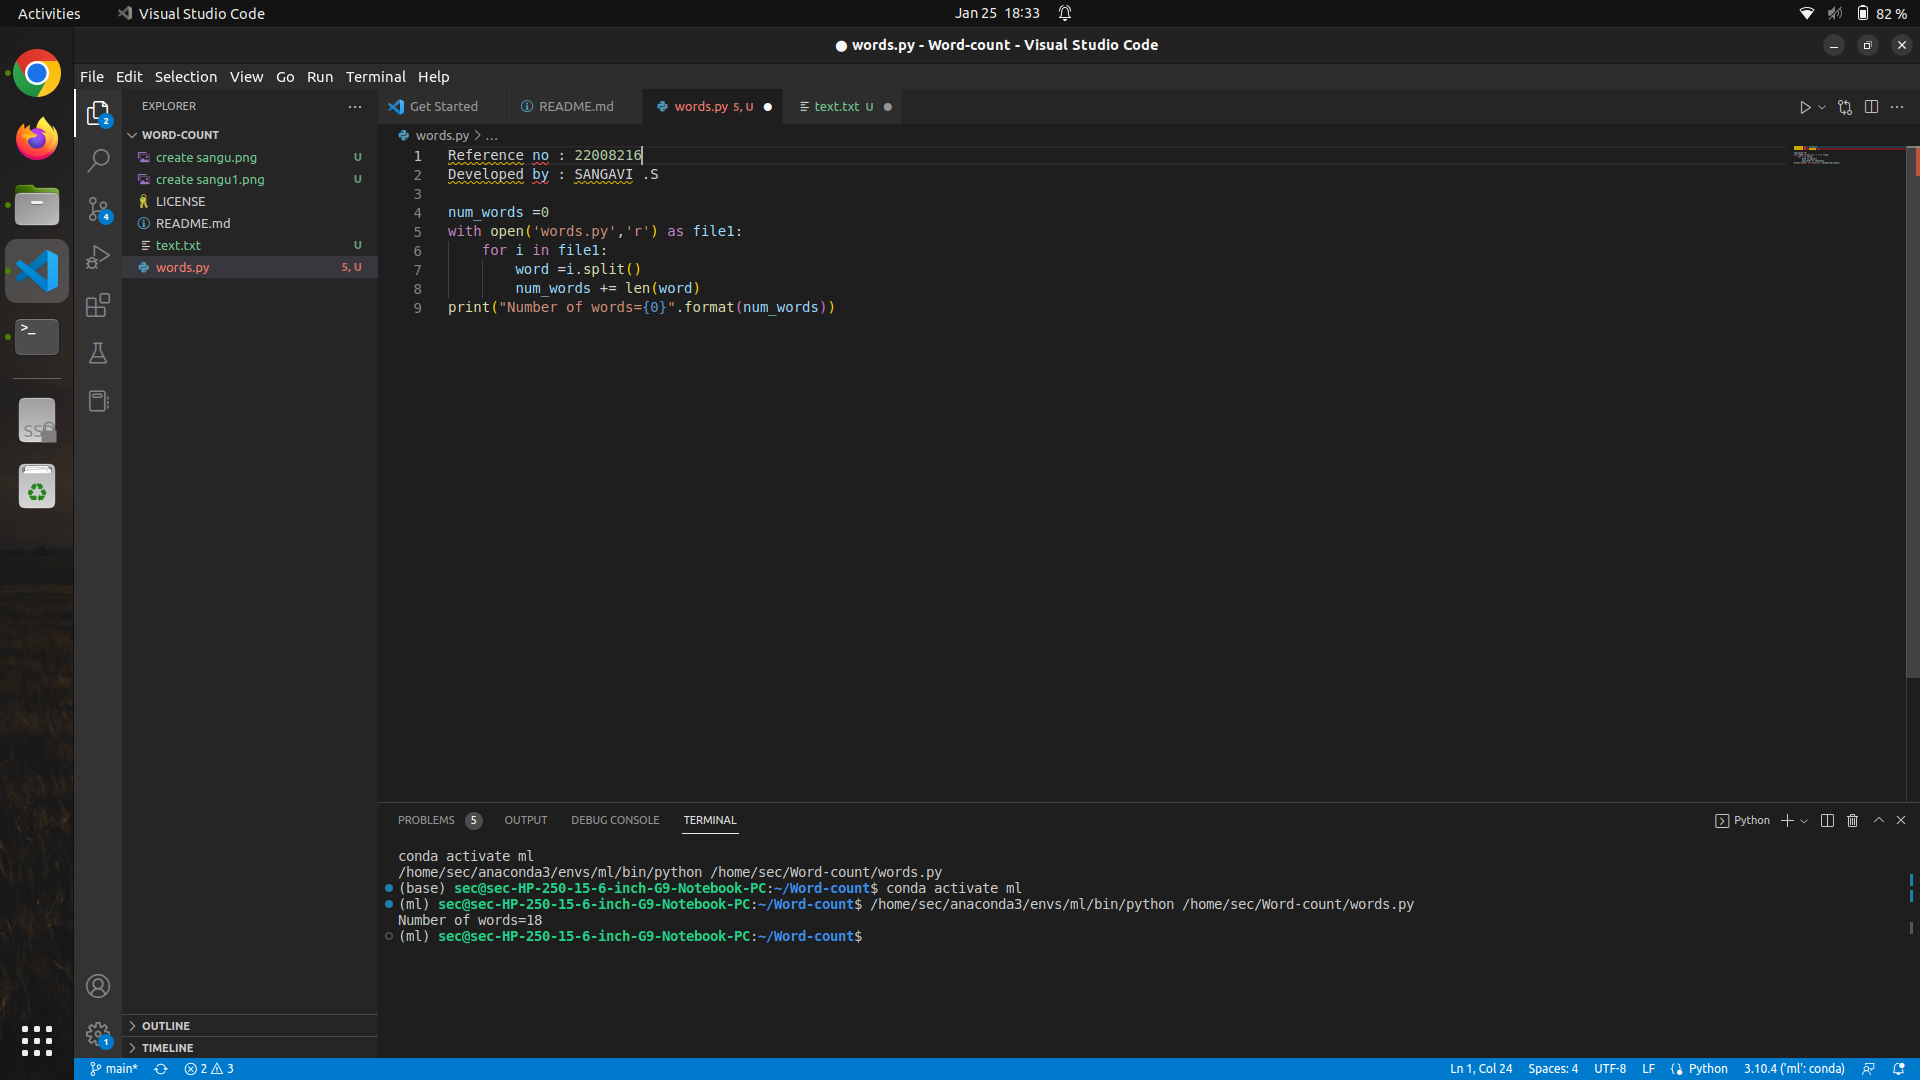 Activities Visual Studio Code Jan 25 18:33 82 %
● words.py - Word-count - Visual Studio Code
File Edit Selection View Go Run Terminal Help
EXPLORER
WORD-COUNT
create sangu.png U
create sangu1.png U
LICENSE
README.md
text.txt U
words.py 5, U
OUTLINE
TIMELINE
2
4
1
SS
Get Started README.md words.py 5, U text.txt U
words.py > ...
1 Reference no : 22008216
2 Developed by : SANGAVI .S
3
4 num_words =0
5 with open('words.py','r') as file1:
6 for i in file1:
7 word =i.split()
8 num_words += len(word)
9 print("Number of words={0}".format(num_words))
PROBLEMS 5 OUTPUT DEBUG CONSOLE TERMINAL Python
conda activate ml
/home/sec/anaconda3/envs/ml/bin/python /home/sec/Word-count/words.py
(base) sec@sec-HP-250-15-6-inch-G9-Notebook-PC:~/Word-count$ conda activate ml
(ml) sec@sec-HP-250-15-6-inch-G9-Notebook-PC:~/Word-count$ /home/sec/anaconda3/envs/ml/bin/python /home/sec/Word-count/words.py
Number of words=18
(ml) sec@sec-HP-250-15-6-inch-G9-Notebook-PC:~/Word-count$
main* 2 3 Ln 1, Col 24 Spaces: 4 UTF-8 LF Python 3.10.4 ('ml': conda)